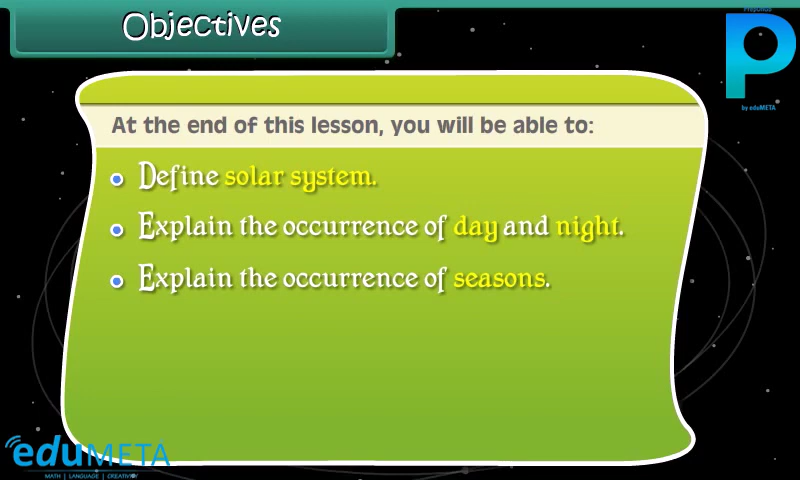 Objectives
Preponda
P
by eduMETA
At the end of this lesson, you will be able to:
Define solar system.
Explain the occurrence of day and night.
Explain the occurrence of seasons.
eduMETA
MATH | LANGUAGE | CREATIVITY